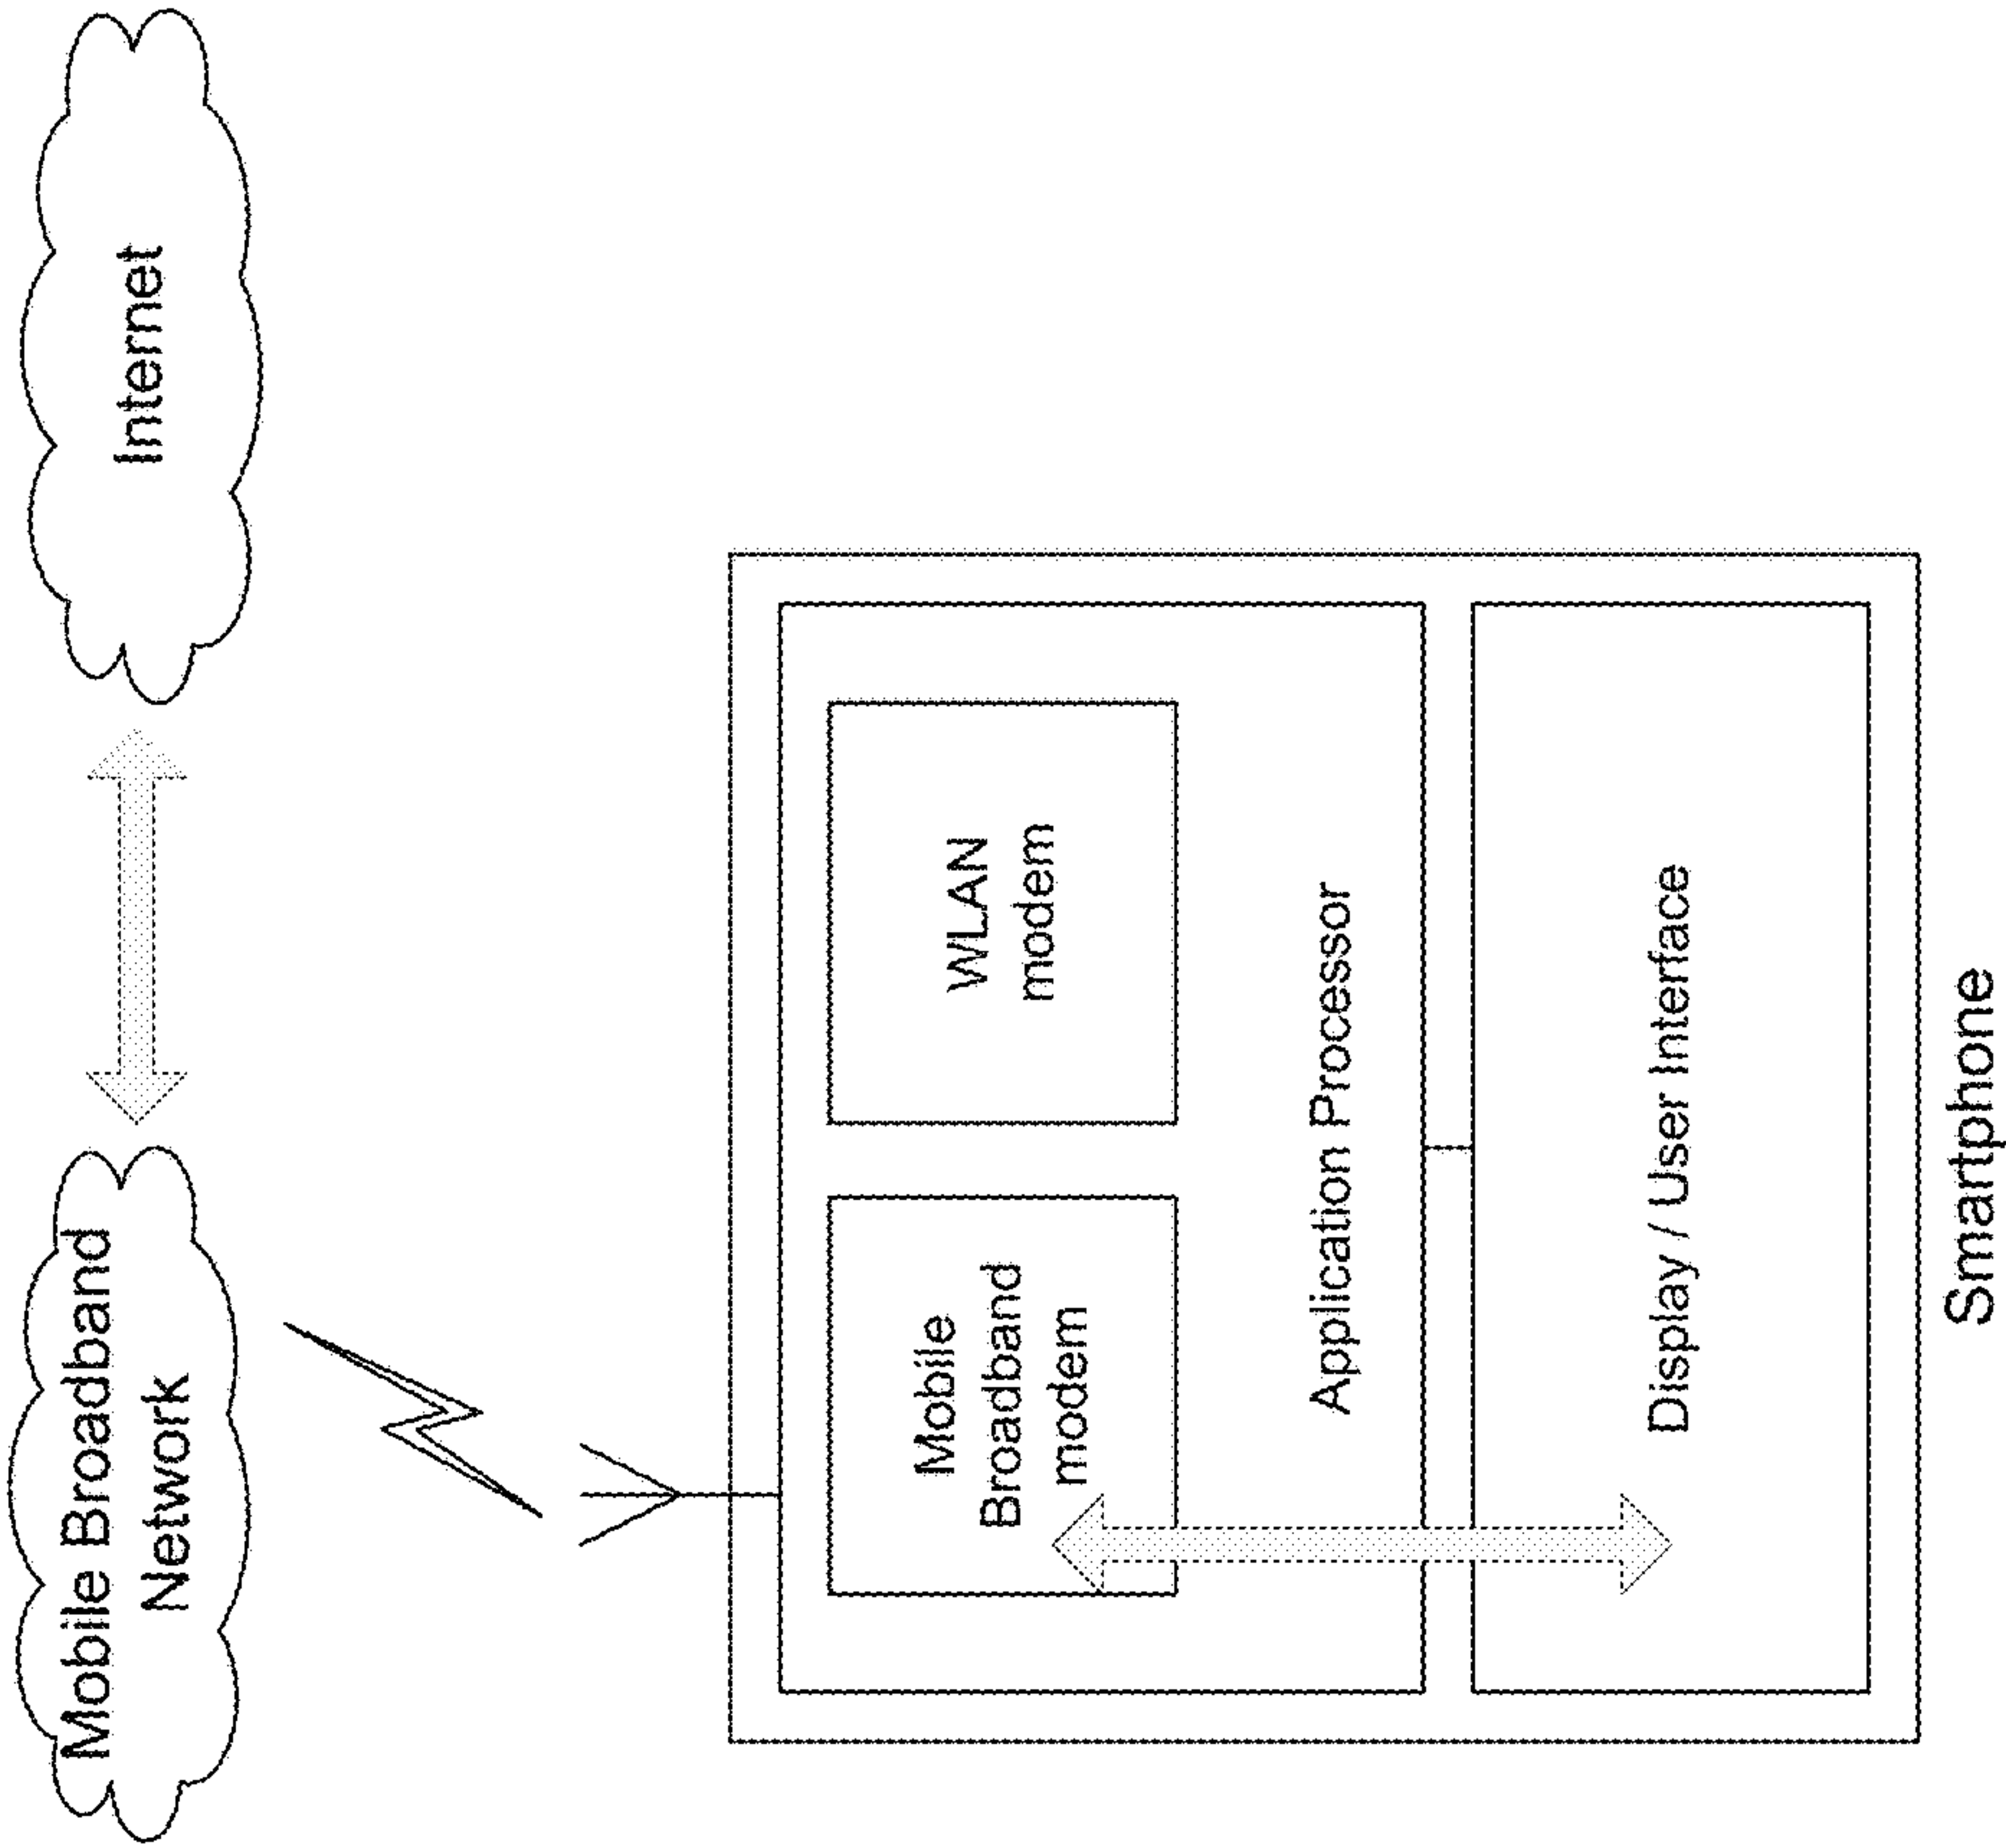 Mobile Broadband
Network
Internet
Mobile
Broadband
modem
WLAN
modem
Application Processor
Display / User Interface
Smartphone